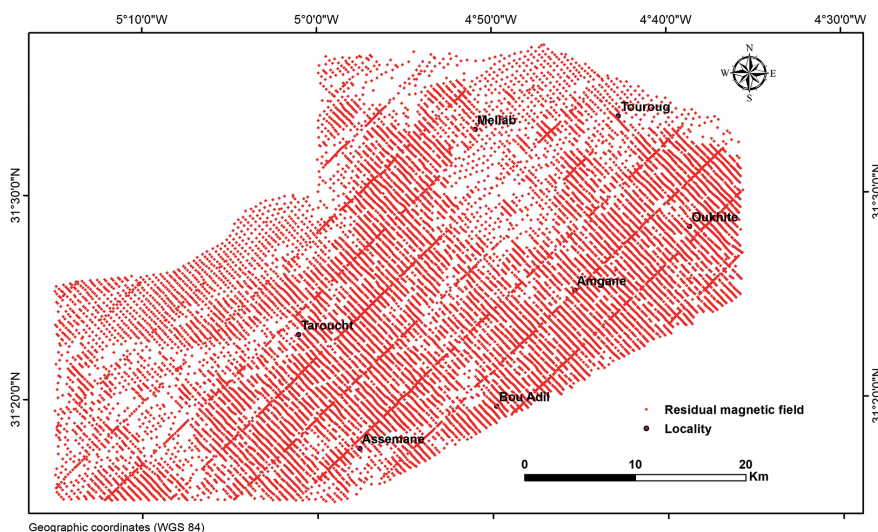 5°10'0"W 5°0'0"W 4°50'0"W 4°40'0"W 4°30'0"W
N
W E
S
Touroug
Mellab
31°30'0"N 31°30'0"N
Oukhite
Amgane
Taroucht
31°20'0"N 31°20'0"N
Bou Adil
Residual magnetic field
Locality
Assemane
0 10 20
Km
Geographic coordinates (WGS 84)